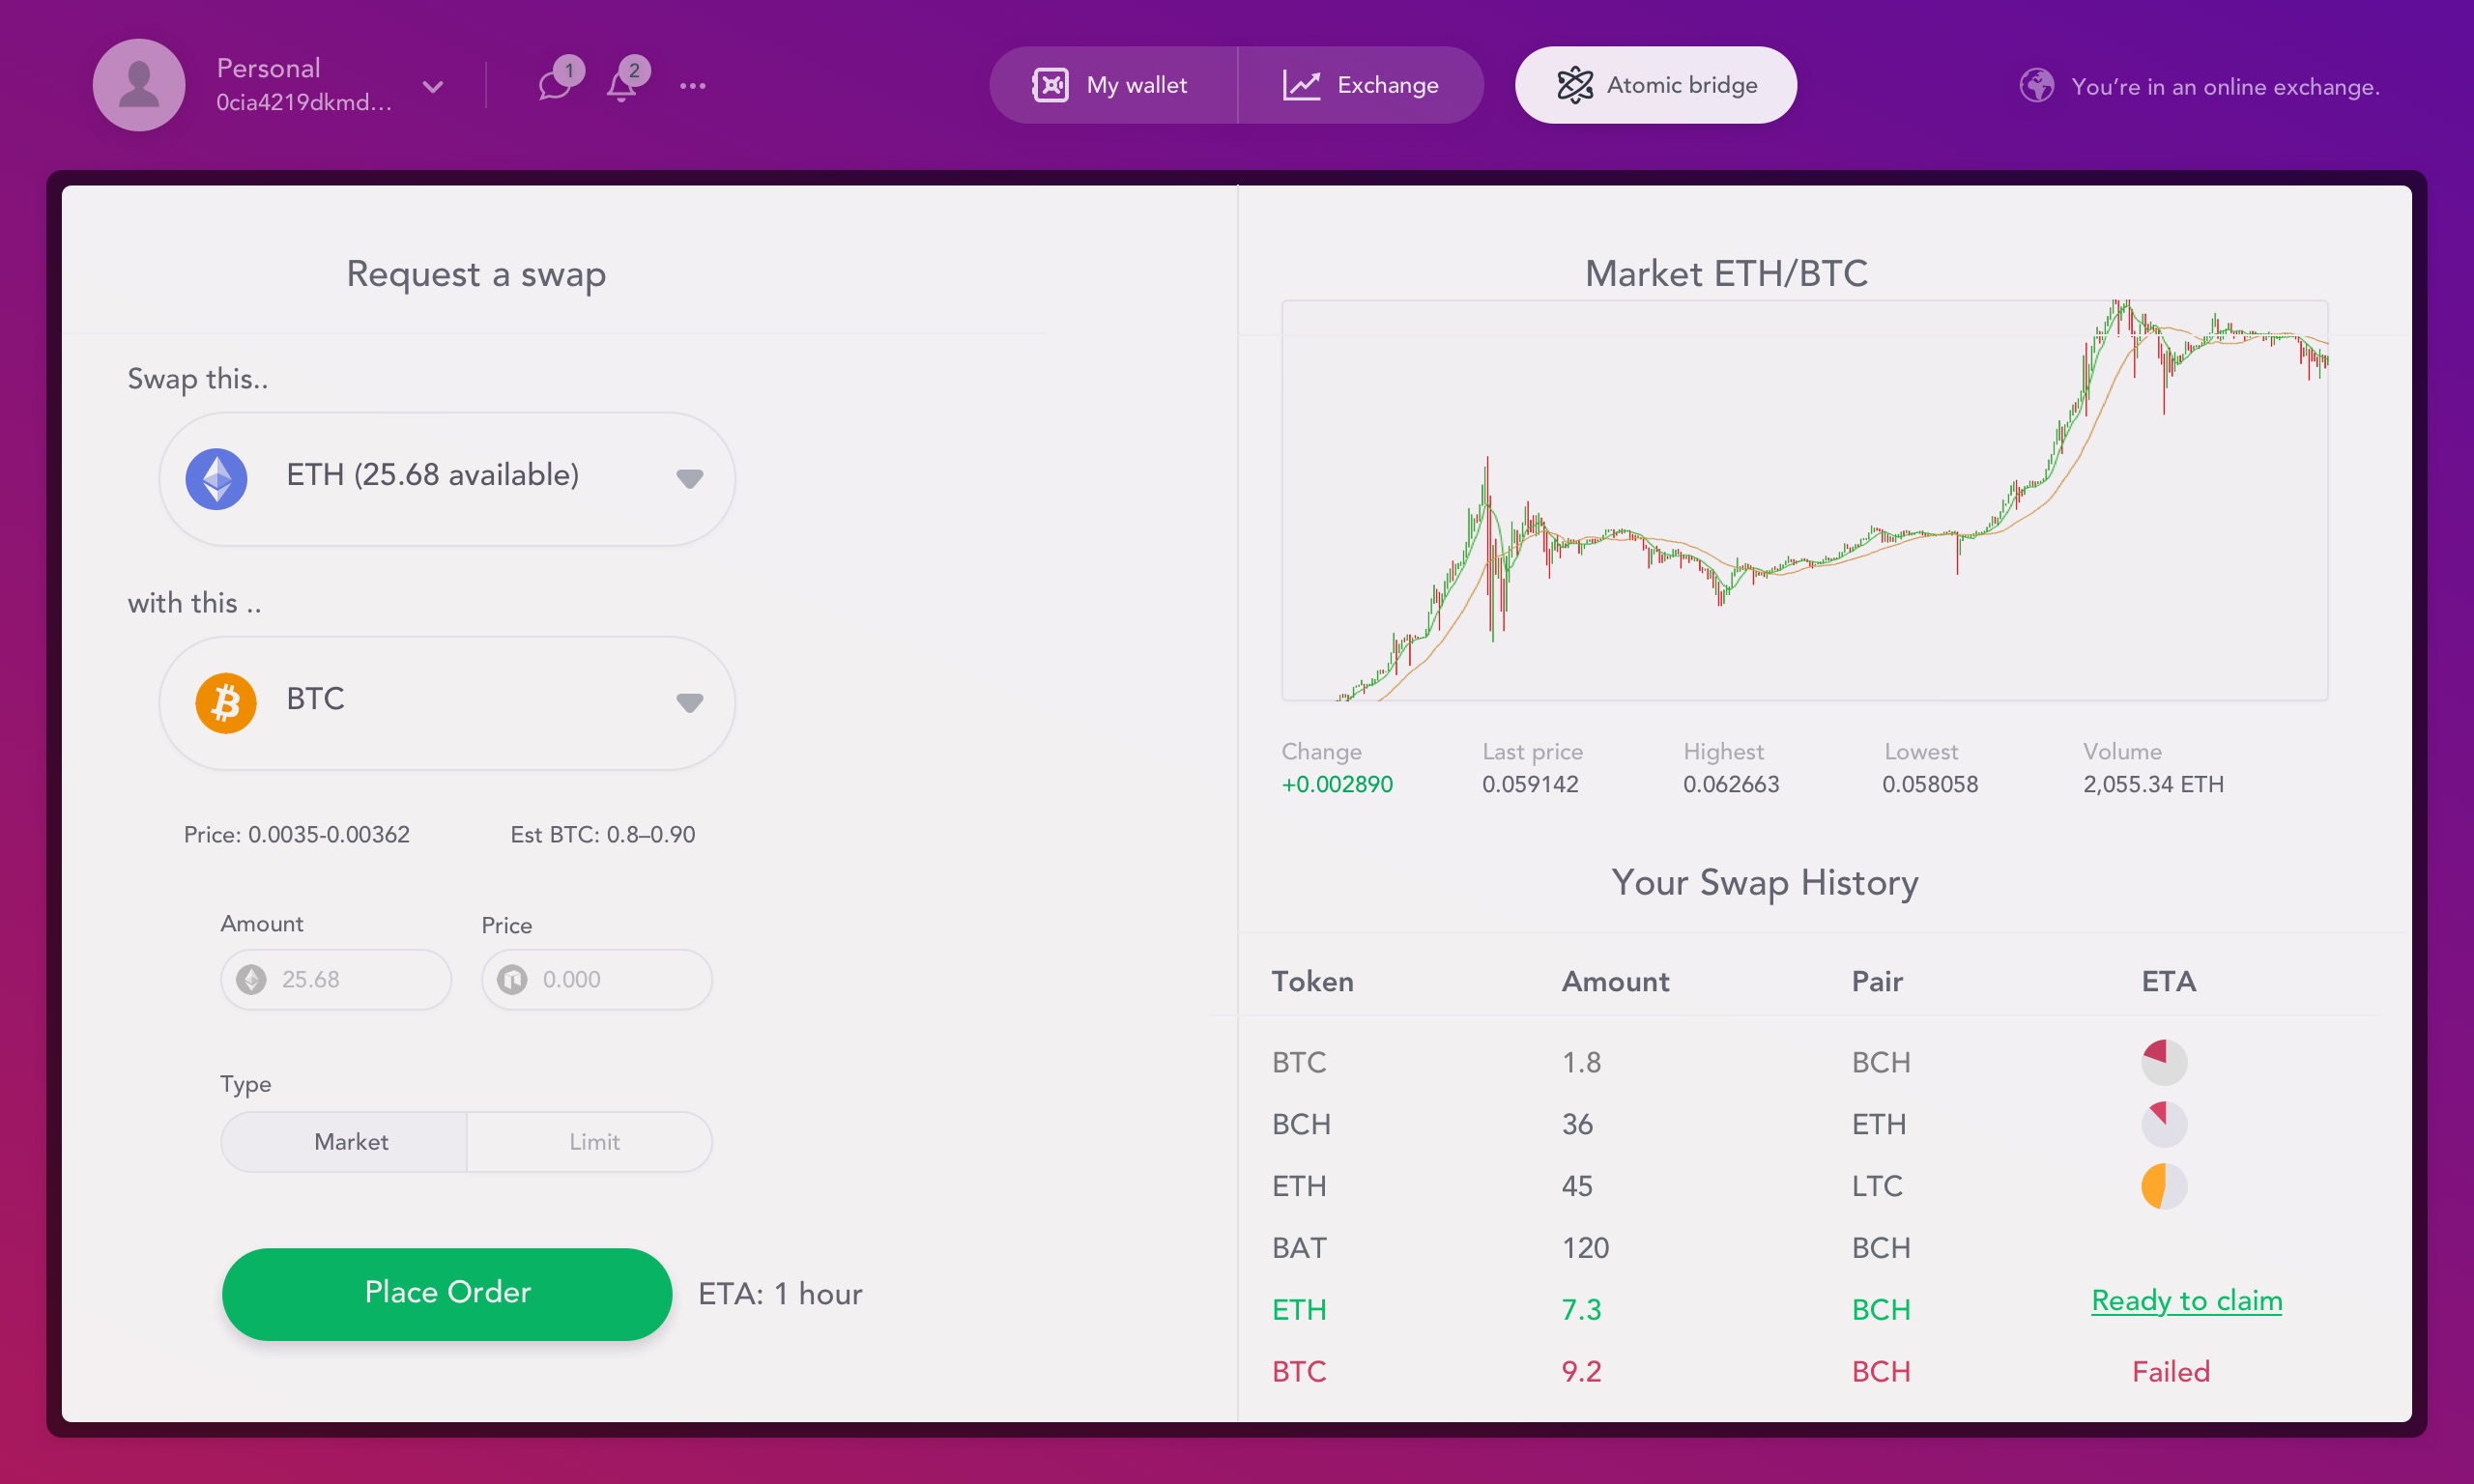 Personal
0cia4219dkmd...
1
2
My wallet
Exchange
Atomic bridge
You're in an online exchange.
Request a swap
Swap this..
ETH (25.68 available)
with this ..
BTC
Price: 0.0035-0.00362
Est BTC: 0.8–0.90
Amount
Price
25.68
0.000
Type
Market
Limit
Place Order
ETA: 1 hour
Market ETH/BTC
Change
Last price
Highest
Lowest
Volume
+0.002890
0.059142
0.062663
0.058058
2,055.34 ETH
Your Swap History
Token Amount Pair ETA
BTC 1.8 BCH
BCH 36 ETH
ETH 45 LTC
BAT 120 BCH
ETH 7.3 BCH Ready to claim
BTC 9.2 BCH Failed